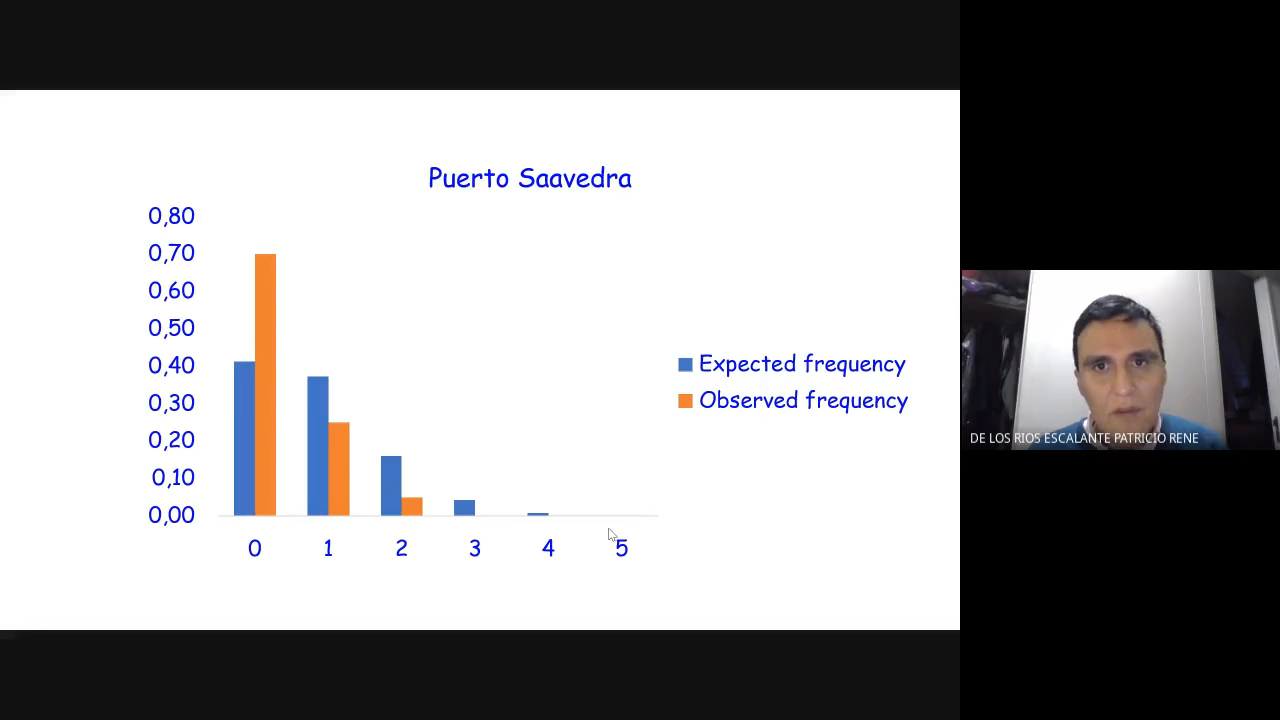 Puerto Saavedra
0,80
0,70
0,60
0,50
0,40
0,30
0,20
0,10
0,00
0 1 2 3 4 5
Expected frequency
Observed frequency
DE LOS RIOS ESCALANTE PATRICIO RENE